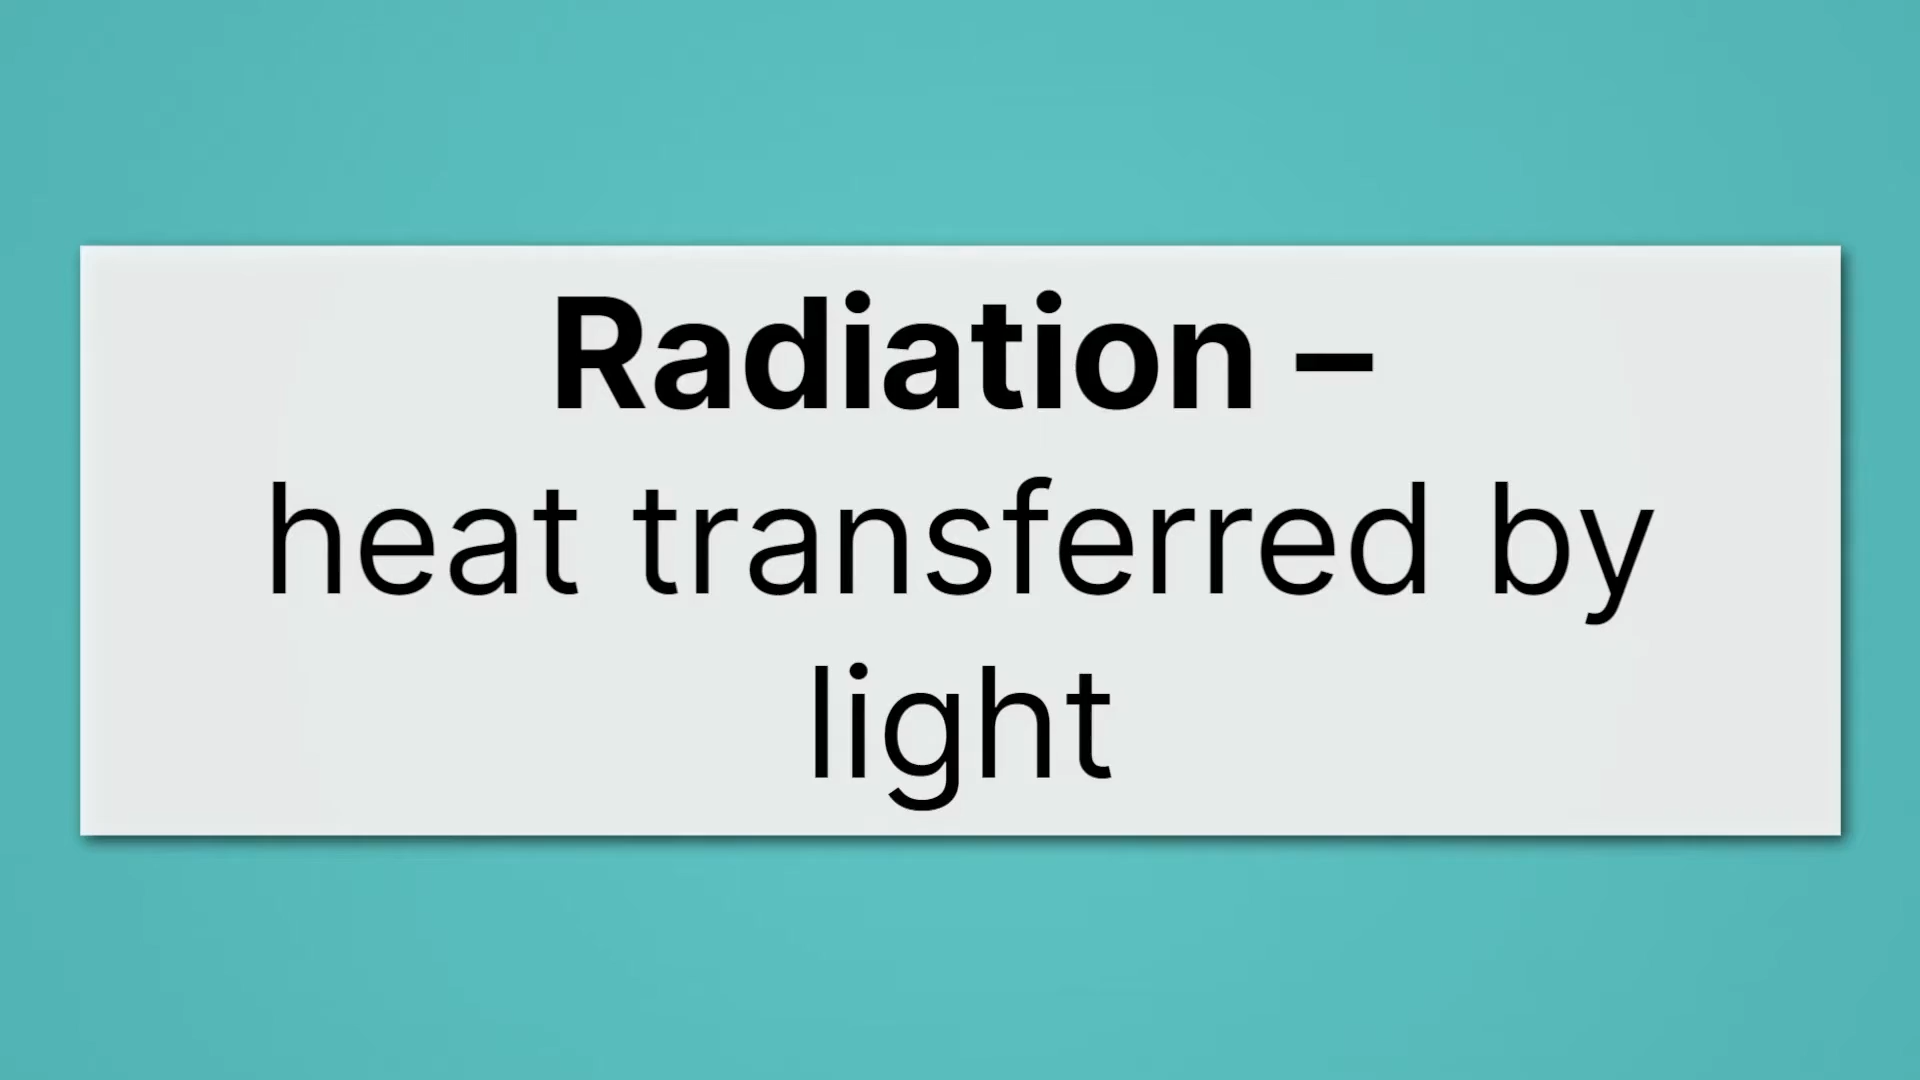 Radiation –
heat transferred by
light